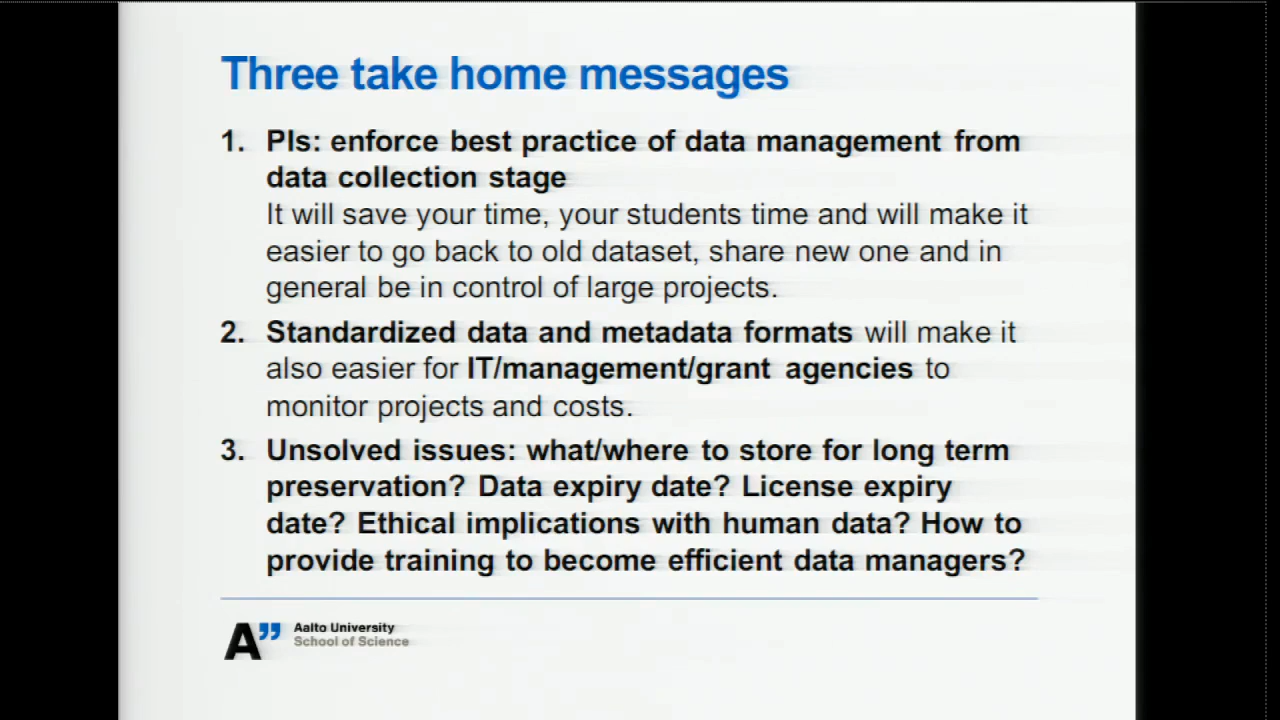 Three take home messages
1. PIs: enforce best practice of data management from
data collection stage
It will save your time, your students time and will make it
easier to go back to old dataset, share new one and in
general be in control of large projects.
2. Standardized data and metadata formats will make it
also easier for IT/management/grant agencies to
monitor projects and costs.
3. Unsolved issues: what/where to store for long term
preservation? Data expiry date? License expiry
date? Ethical implications with human data? How to
provide training to become efficient data managers?
A”
Aalto University
School of Science